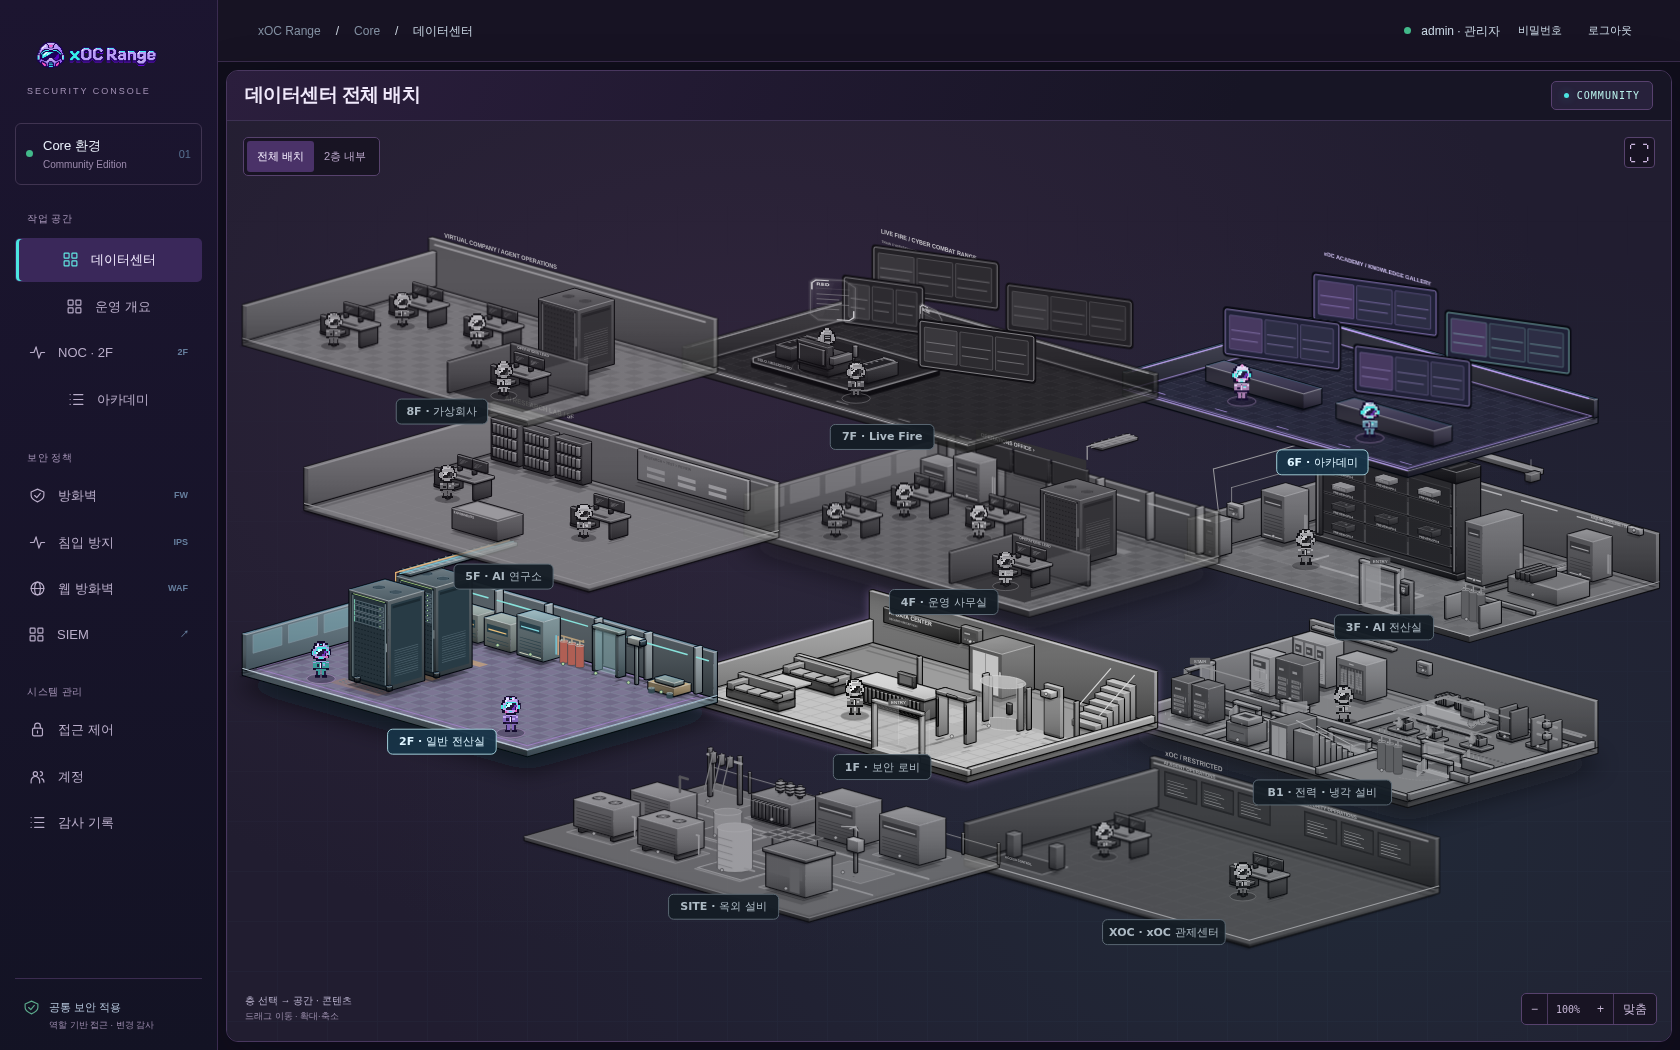 xOC Range
SECURITY CONSOLE
Core 환경
Community Edition
01
작업 공간
데이터센터
운영 개요
NOC · 2F
2F
아카데미
보안 정책
방화벽
FW
침입 방지
IPS
웹 방화벽
WAF
SIEM
↗
시스템 관리
접근 제어
계정
감사 기록
공통 보안 적용
역할 기반 접근 · 변경 감사
xOC Range / Core / 데이터센터
admin · 관리자
비밀번호
로그아웃
데이터센터 전체 배치
COMMUNITY
전체 배치
2층 내부
VIRTUAL COMPANY / AGENT OPERATIONS
LIVE FIRE / CYBER COMBAT RANGE
xOC ACADEMY / KNOWLEDGE GALLERY
RED
8F · 가상회사
7F · Live Fire
6F · 아카데미
5F · AI 연구소
4F · 운영 사무실
3F · AI 전산실
ENTRY
DATA CENTER
ENTRY
2F · 일반 전산실
1F · 보안 로비
xOC / RESTRICTED
B1 · 전력 · 냉각 설비
SITE · 옥외 설비
XOC · xOC 관제센터
층 선택 → 공간 · 콘텐츠
드래그 이동 · 확대·축소
−
100%
+
맞춤